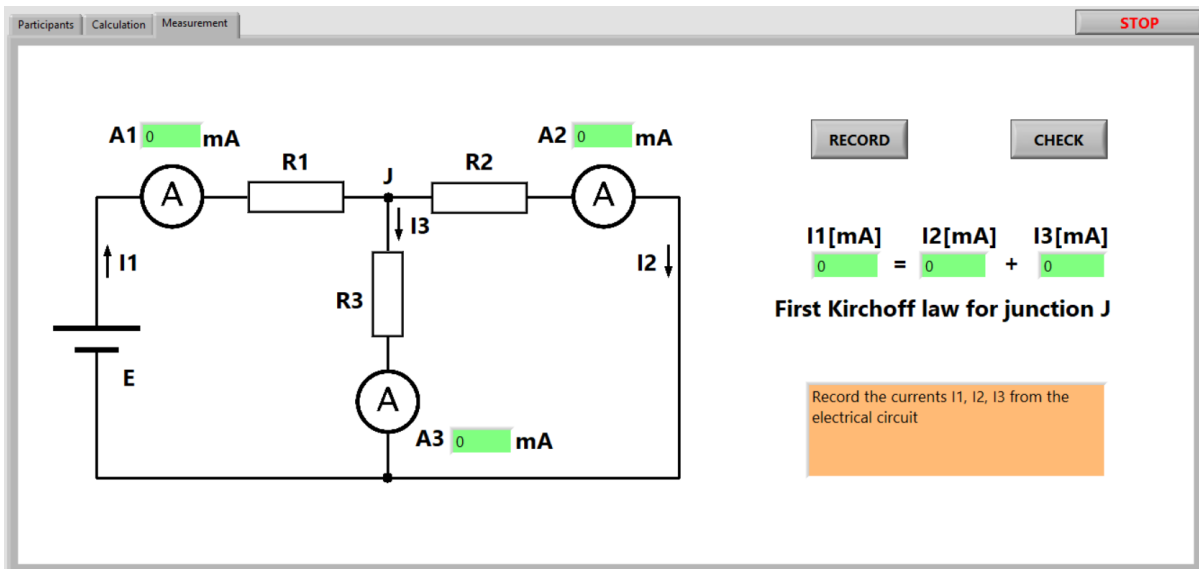 Participants Calculation Measurement
STOP
A1 0 mA
A2 0 mA
RECORD CHECK
A A
R1 J R2
I3
I1 I2
R3
I1[mA] I2[mA] I3[mA]
0 = 0 + 0
First Kirchoff law for junction J
E
A
A3 0 mA
Record the currents I1, I2, I3 from the
electrical circuit